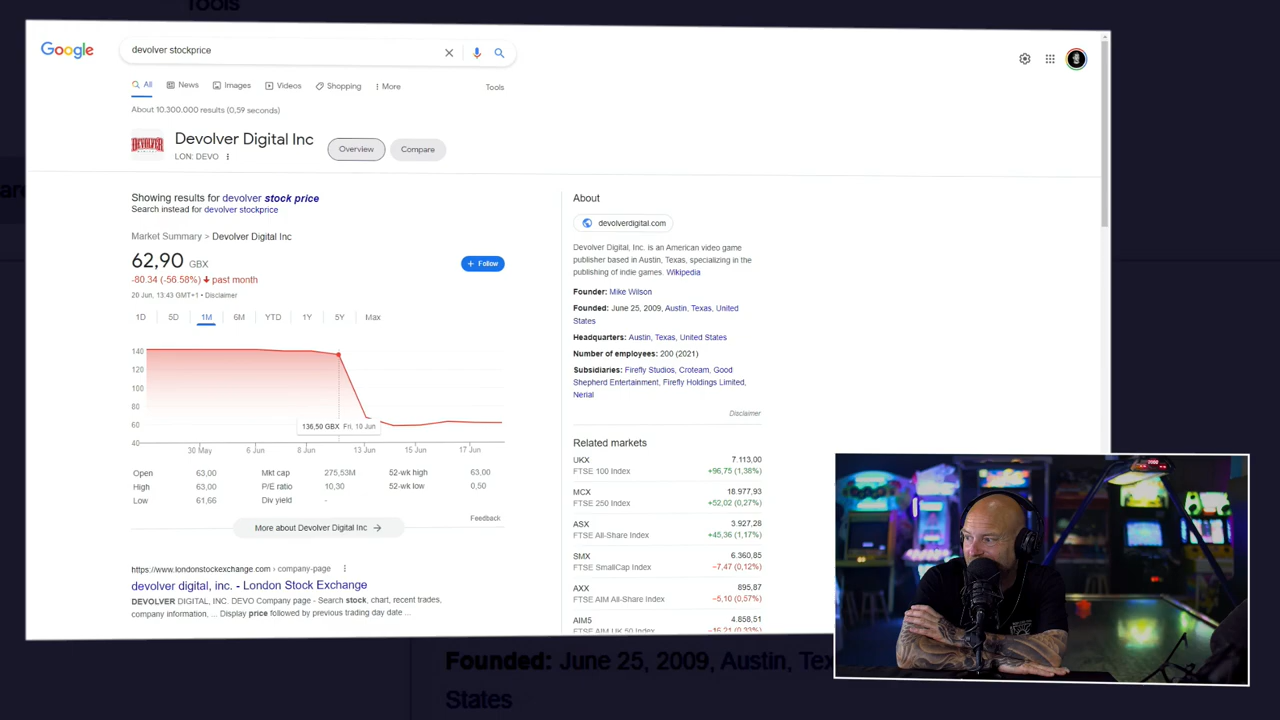 Tools
Google
devolver stockprice
All
News
Images
Videos
Shopping
More
Tools
About 10.300.000 results (0,59 seconds)
DEVOLVER
Devolver Digital Inc
LON: DEVO
Overview
Compare
Showing results for devolver stock price
Search instead for devolver stockprice
Market Summary > Devolver Digital Inc
62,90 GBX
+ Follow
-80.34 (-56.58%) past month
20 Jun, 13:43 GMT+1 • Disclaimer
1D
5D
1M
6M
YTD
1Y
5Y
Max
140
120
100
80
60
40
136,50 GBX Fri, 10 Jun
30 May
6 Jun
8 Jun
13 Jun
15 Jun
17 Jun
Open 63,00 Mkt cap 275,53M 52-wk high 63,00
High 63,00 P/E ratio 10,30 52-wk low 0,50
Low 61,66 Div yield -
Feedback
More about Devolver Digital Inc
https://www.londonstockexchange.com › company-page
devolver digital, inc. - London Stock Exchange
DEVOLVER DIGITAL, INC. DEVO Company page - Search stock, chart, recent trades,
company information, ... Display price followed by previous trading day date ...
About
devolverdigital.com
Devolver Digital, Inc. is an American video game
publisher based in Austin, Texas, specializing in the
publishing of indie games. Wikipedia
Founder: Mike Wilson
Founded: June 25, 2009, Austin, Texas, United
States
Headquarters: Austin, Texas, United States
Number of employees: 200 (2021)
Subsidiaries: Firefly Studios, Croteam, Good
Shepherd Entertainment, Firefly Holdings Limited,
Nerial
Disclaimer
Related markets
UKX 7.113,00
FTSE 100 Index +96,75 (1,38%)
MCX 18.977,93
FTSE 250 Index +52,02 (0,27%)
ASX 3.927,28
FTSE All-Share Index +45,36 (1,17%)
SMX 6.360,85
FTSE SmallCap Index −7,47 (0,12%)
AXX 895,87
FTSE AIM All-Share Index −5,10 (0,57%)
AIM5 4.858,51
FTSE AIM UK 50 Index −16,21 (0,33%)
Founded: June 25, 2009, Austin, Tex
States